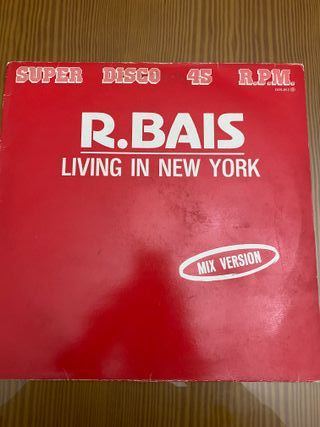 SUPER DISCO 45 R.P.M.
R.BAIS
LIVING IN NEW YORK
MIX VERSION